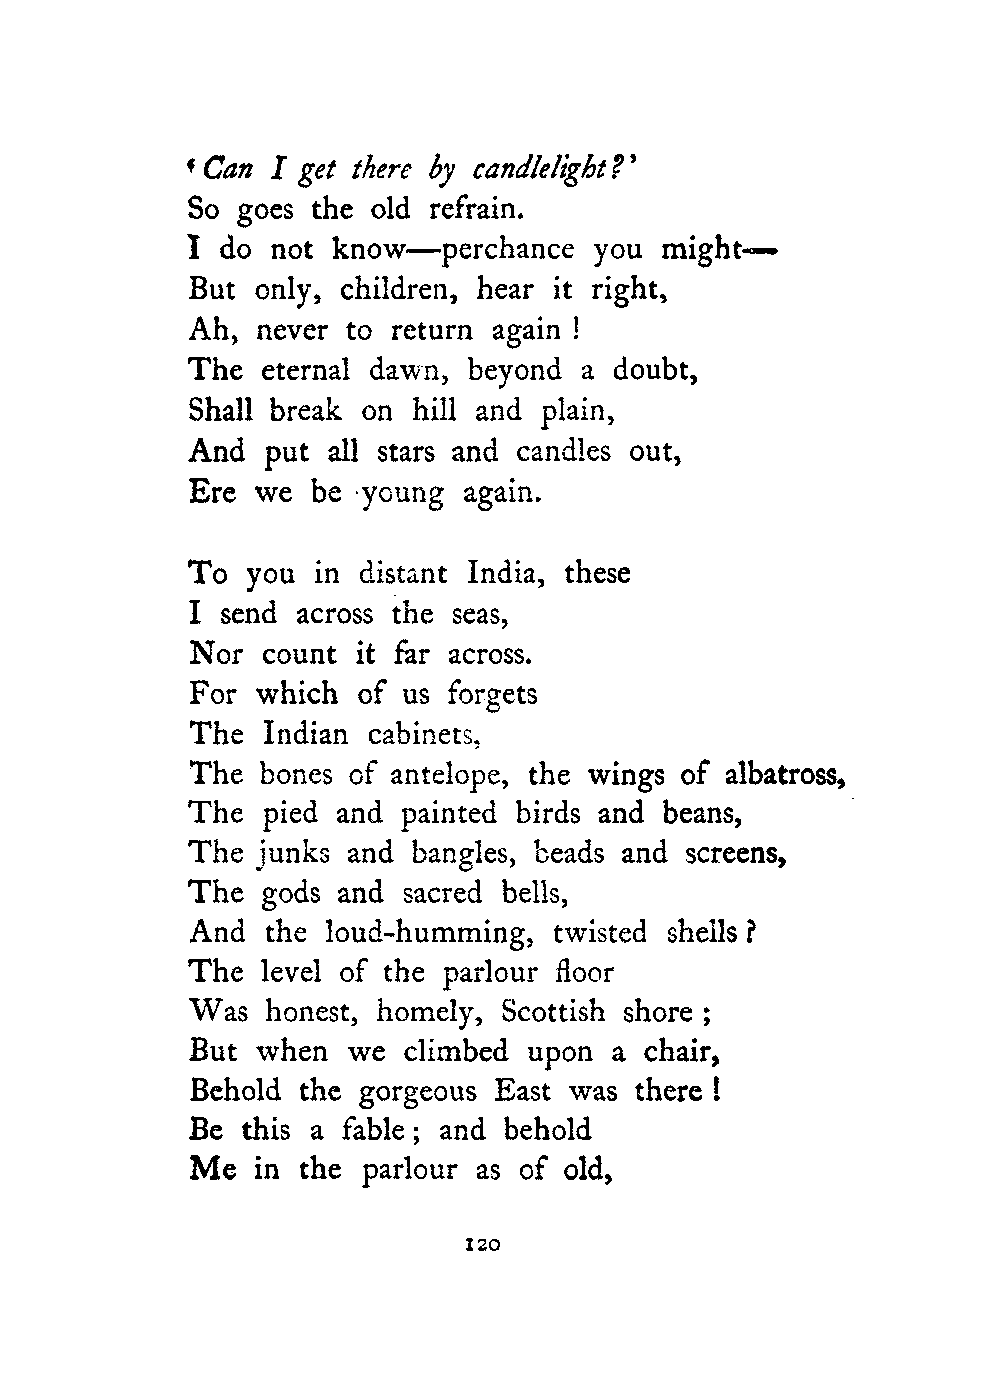 ‘Can I get there by candlelight?’
So goes the old refrain.
I do not know—perchance you might—
But only, children, hear it right,
Ah, never to return again !
The eternal dawn, beyond a doubt,
Shall break on hill and plain,
And put all stars and candles out,
Ere we be young again.

To you in distant India, these
I send across the seas,
Nor count it far across.
For which of us forgets
The Indian cabinets,
The bones of antelope, the wings of albatross,
The pied and painted birds and beans,
The junks and bangles, beads and screens,
The gods and sacred bells,
And the loud-humming, twisted shells ?
The level of the parlour floor
Was honest, homely, Scottish shore ;
But when we climbed upon a chair,
Behold the gorgeous East was there !
Be this a fable ; and behold
Me in the parlour as of old,
120